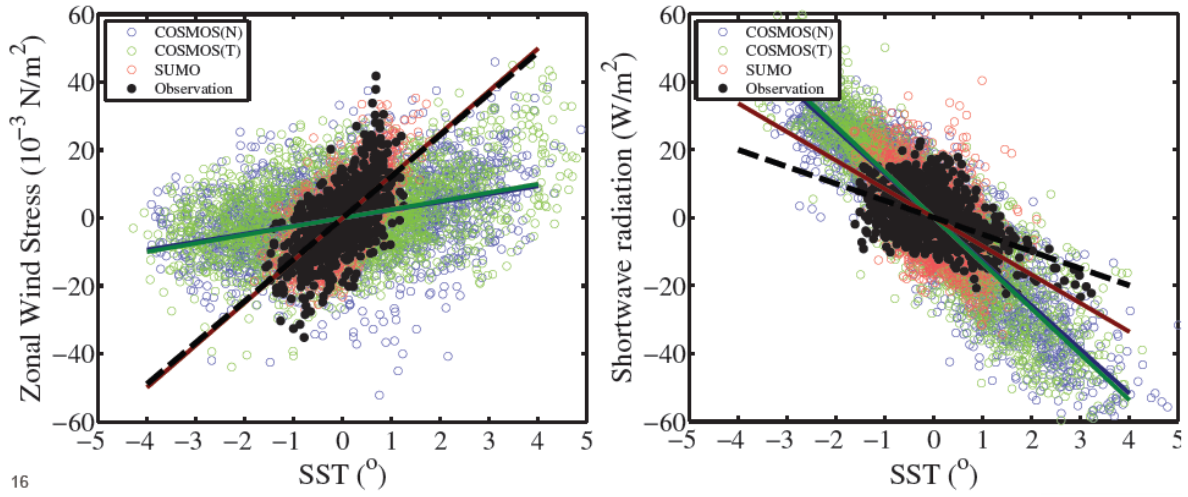 Zonal Wind Stress (10⁻³ N/m²)
60
40
20
0
−20
−40
−60
COSMOS(N)
COSMOS(T)
SUMO
Observation
−5 −4 −3 −2 −1 0 1 2 3 4 5
SST (°)
Shortwave radiation (W/m²)
60
40
20
0
−20
−40
−60
COSMOS(N)
COSMOS(T)
SUMO
Observation
−5 −4 −3 −2 −1 0 1 2 3 4 5
SST (°)
16